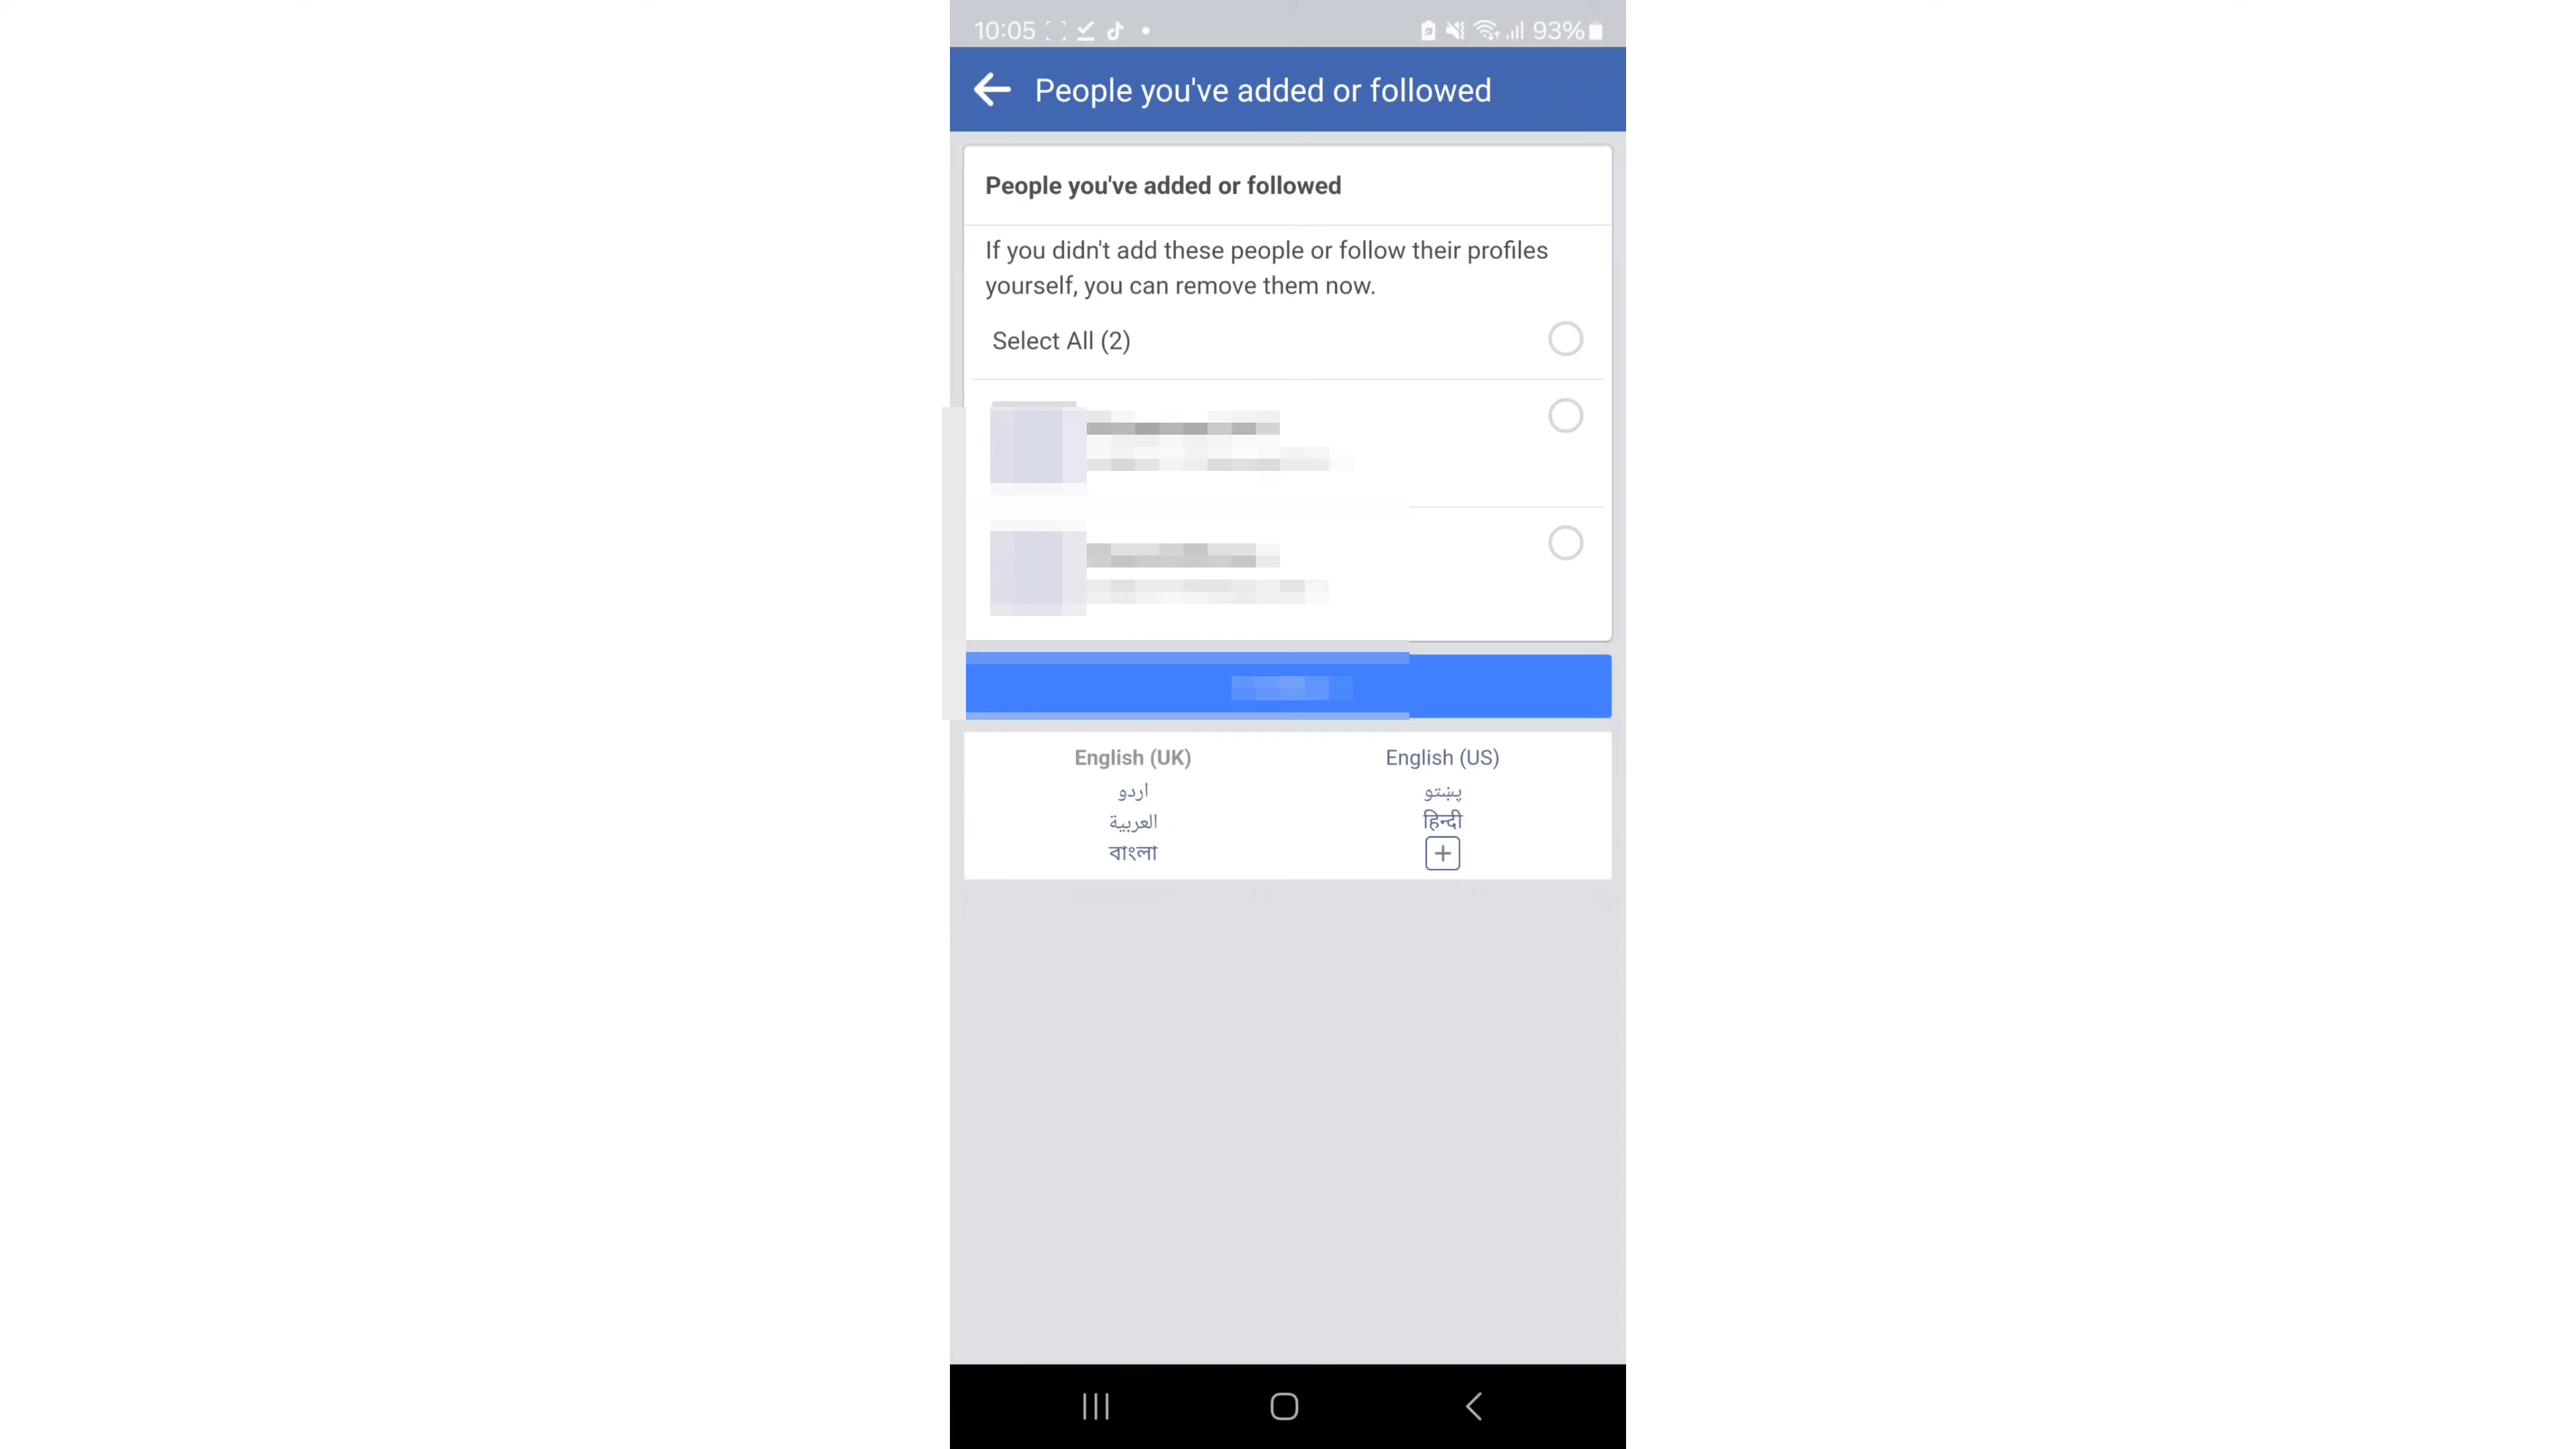 10:05
93%
People you've added or followed
People you've added or followed
If you didn't add these people or follow their profiles
yourself, you can remove them now.
Select All (2)
English (UK)
English (US)
اردو
پښتو
العربية
हिन्दी
বাংলা